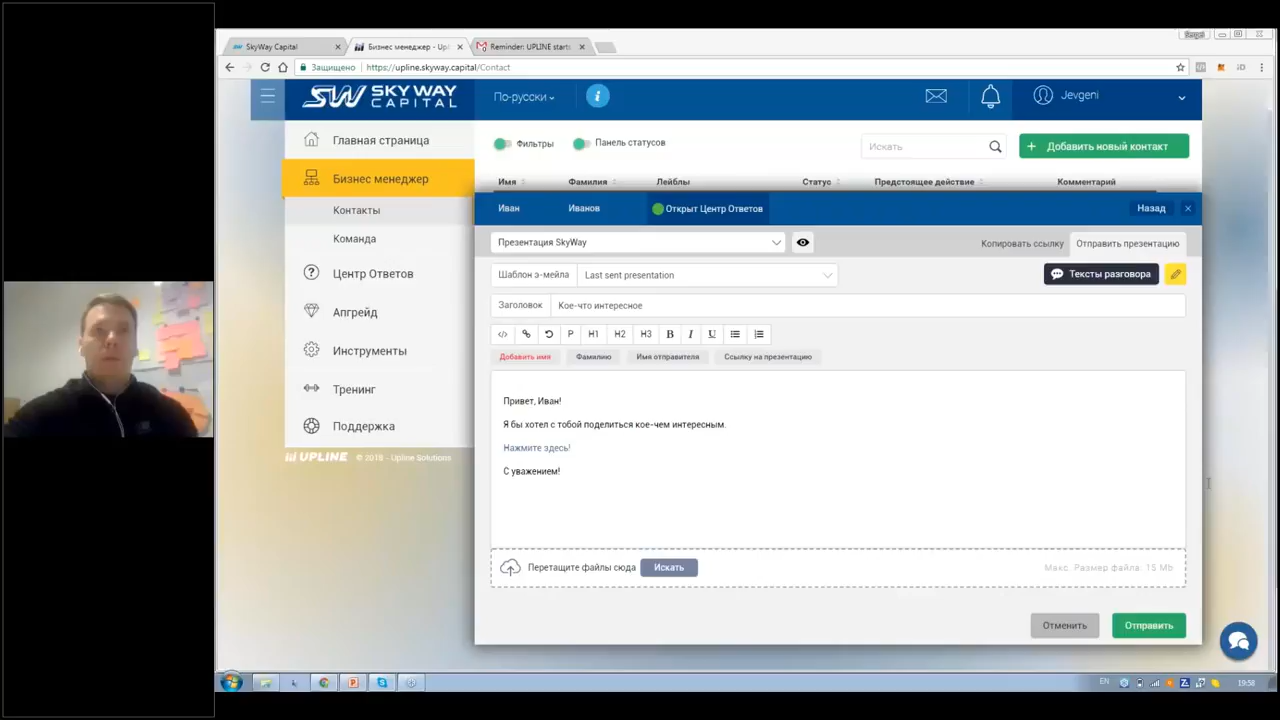 SkyWay Capital
Бизнес менеджер - Upl
Reminder: UPLINE starts
Защищено
https://upline.skyway.capital/Contact
SW SKY WAY CAPITAL
По-русски
Jevgeni
Главная страница
Бизнес менеджер
Контакты
Команда
Центр Ответов
Апгрейд
Инструменты
Тренинг
Поддержка
UPLINE © 2018 - Upline Solutions
Фильтры
Панель статусов
Искать
+ Добавить новый контакт
Имя Фамилия Лейблы Статус Предстоящее действие Комментарий
Иван Иванов Открыт Центр Ответов Назад
Презентация SkyWay
Копировать ссылку
Отправить презентацию
Шаблон э-мейла
Last sent presentation
Тексты разговора
Заголовок
Кое-что интересное
P H1 H2 H3 B I U
Добавить имя
Фамилию
Имя отправителя
Ссылку на презентацию
Привет, Иван!
Я бы хотел с тобой поделиться кое-чем интересным.
Нажмите здесь!
С уважением!
Перетащите файлы сюда
Искать
Макс. Размер файла: 15 Mb
Отменить
Отправить
EN
19:58